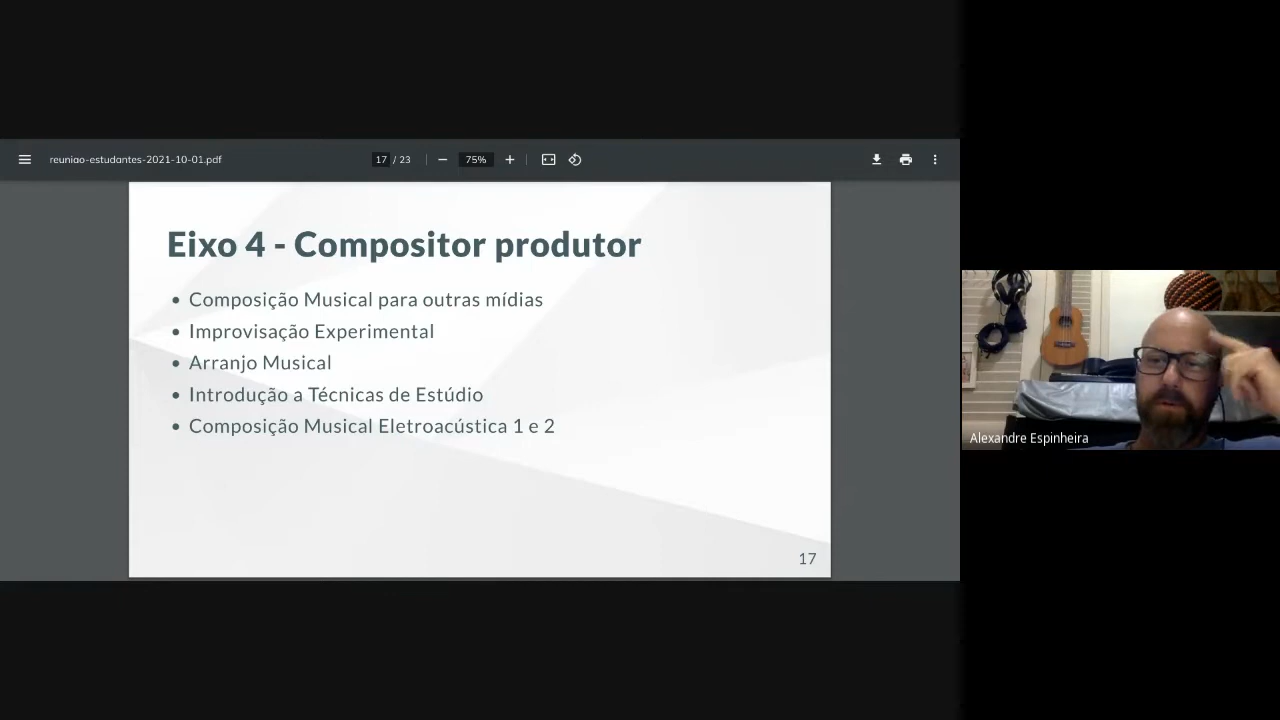 reuniao-estudantes-2021-10-01.pdf
17 / 23
75%
Eixo 4 - Compositor produtor
• Composição Musical para outras mídias
• Improvisação Experimental
• Arranjo Musical
• Introdução a Técnicas de Estúdio
• Composição Musical Eletroacústica 1 e 2
17
Alexandre Espinheira